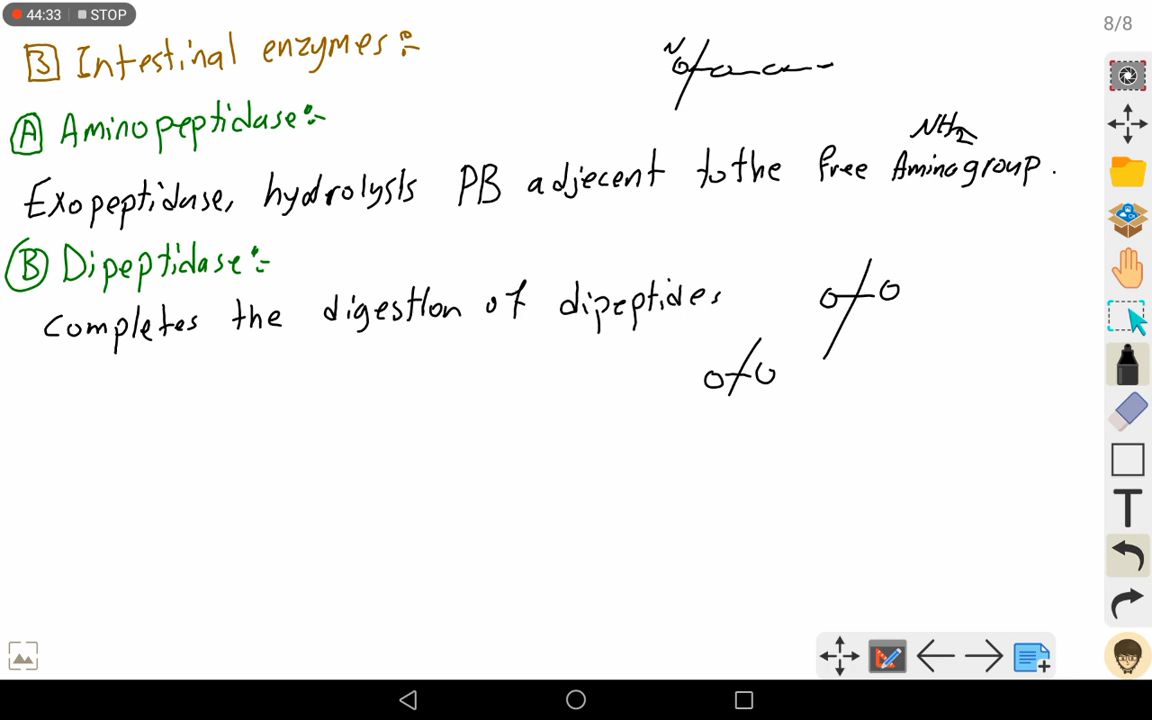 44:33 STOP
8/8
3 Intestinal enzymes:-
N
A Aminopeptidase:-
NH2
Exopeptidase, hydrolysis PB adjecent to the free Amino group.
B Dipeptidase:-
completes the digestion of dipeptides
T